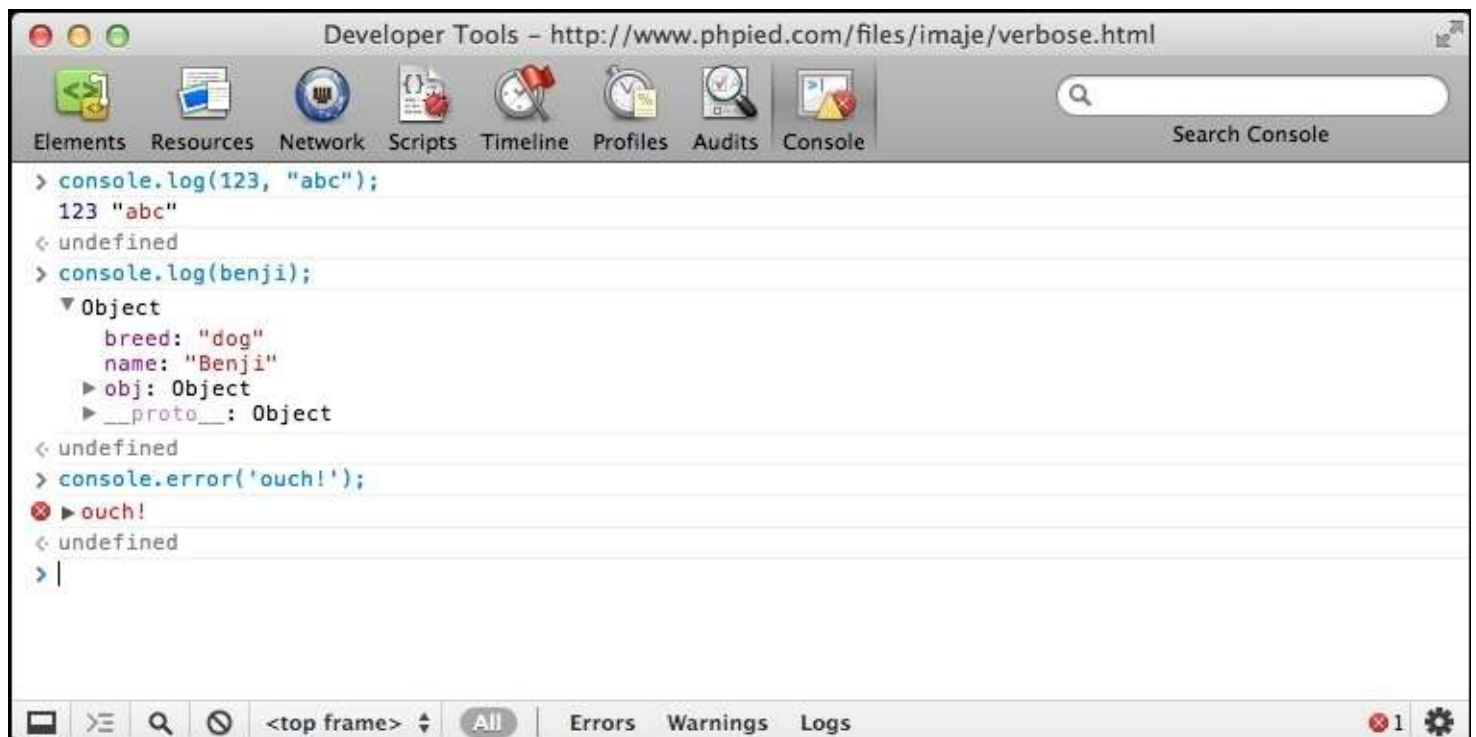 Developer Tools – http://www.phpied.com/files/imaje/verbose.html
Elements Resources Network Scripts Timeline Profiles Audits Console
Search Console
> console.log(123, "abc");
123 "abc"
undefined
> console.log(benji);
Object
breed: "dog"
name: "Benji"
obj: Object
__proto__: Object
undefined
> console.error('ouch!');
ouch!
undefined
>
<top frame> All Errors Warnings Logs 1